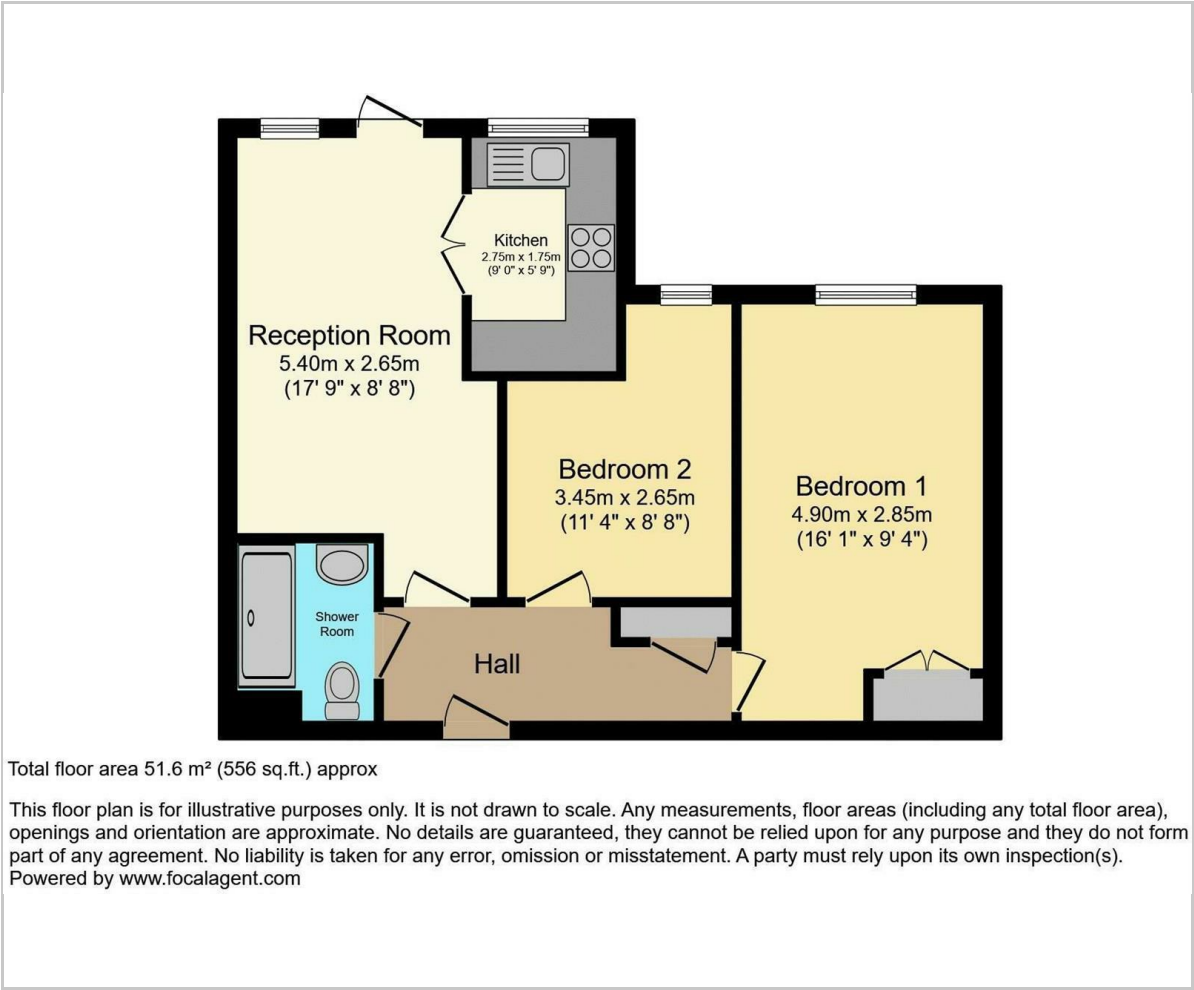 Kitchen
2.75m x 1.75m
(9' 0" x 5' 9")
Reception Room
5.40m x 2.65m
(17' 9" x 8' 8")
Bedroom 2
3.45m x 2.65m
(11' 4" x 8' 8")
Bedroom 1
4.90m x 2.85m
(16' 1" x 9' 4")
Shower
Room
Hall
Total floor area 51.6 m² (556 sq.ft.) approx
This floor plan is for illustrative purposes only. It is not drawn to scale. Any measurements, floor areas (including any total floor area),
openings and orientation are approximate. No details are guaranteed, they cannot be relied upon for any purpose and they do not form
part of any agreement. No liability is taken for any error, omission or misstatement. A party must rely upon its own inspection(s).
Powered by www.focalagent.com